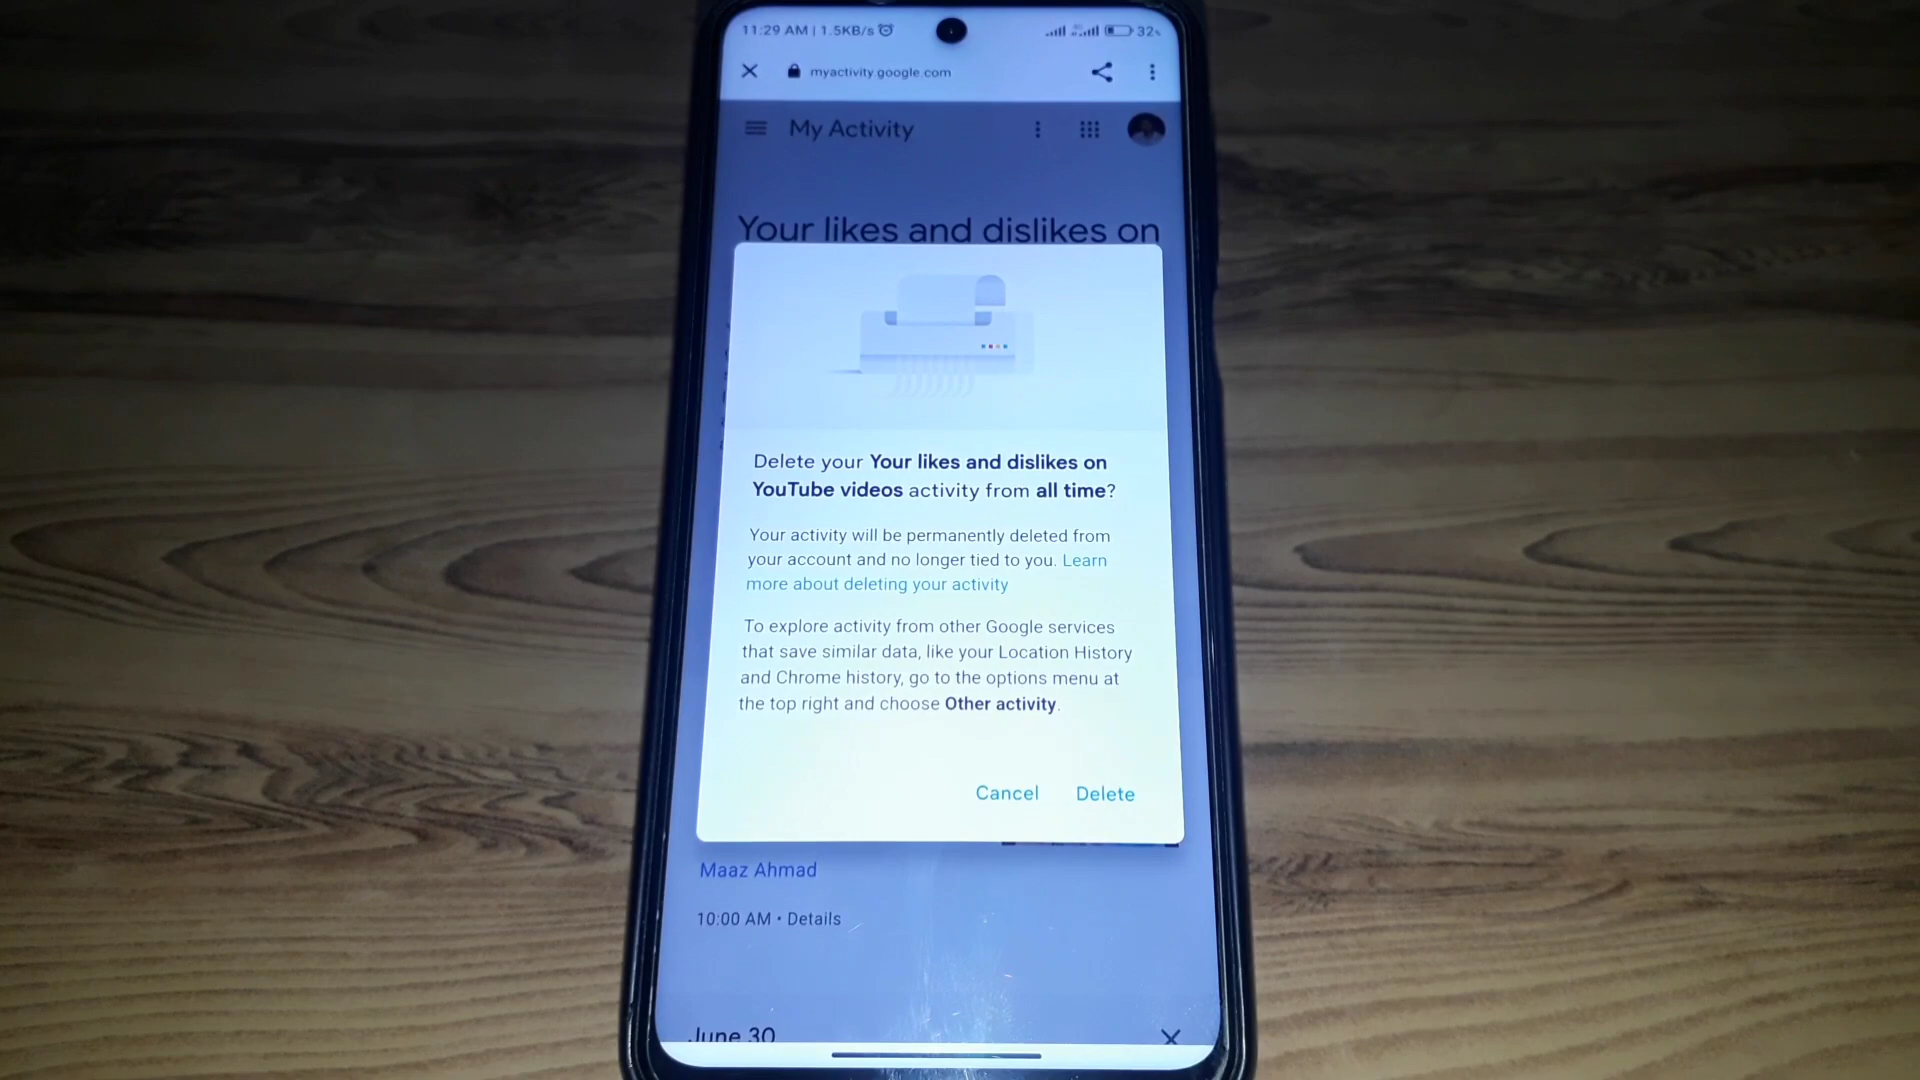 11:29 AM | 1.5KB/s
32
myactivity.google.com
My Activity
Your likes and dislikes on
Delete your Your likes and dislikes on
YouTube videos activity from all time?
Your activity will be permanently deleted from
your account and no longer tied to you. Learn
more about deleting your activity
To explore activity from other Google services
that save similar data, like your Location History
and Chrome history, go to the options menu at
the top right and choose Other activity.
Cancel Delete
Maaz Ahmad
10:00 AM • Details
June 30